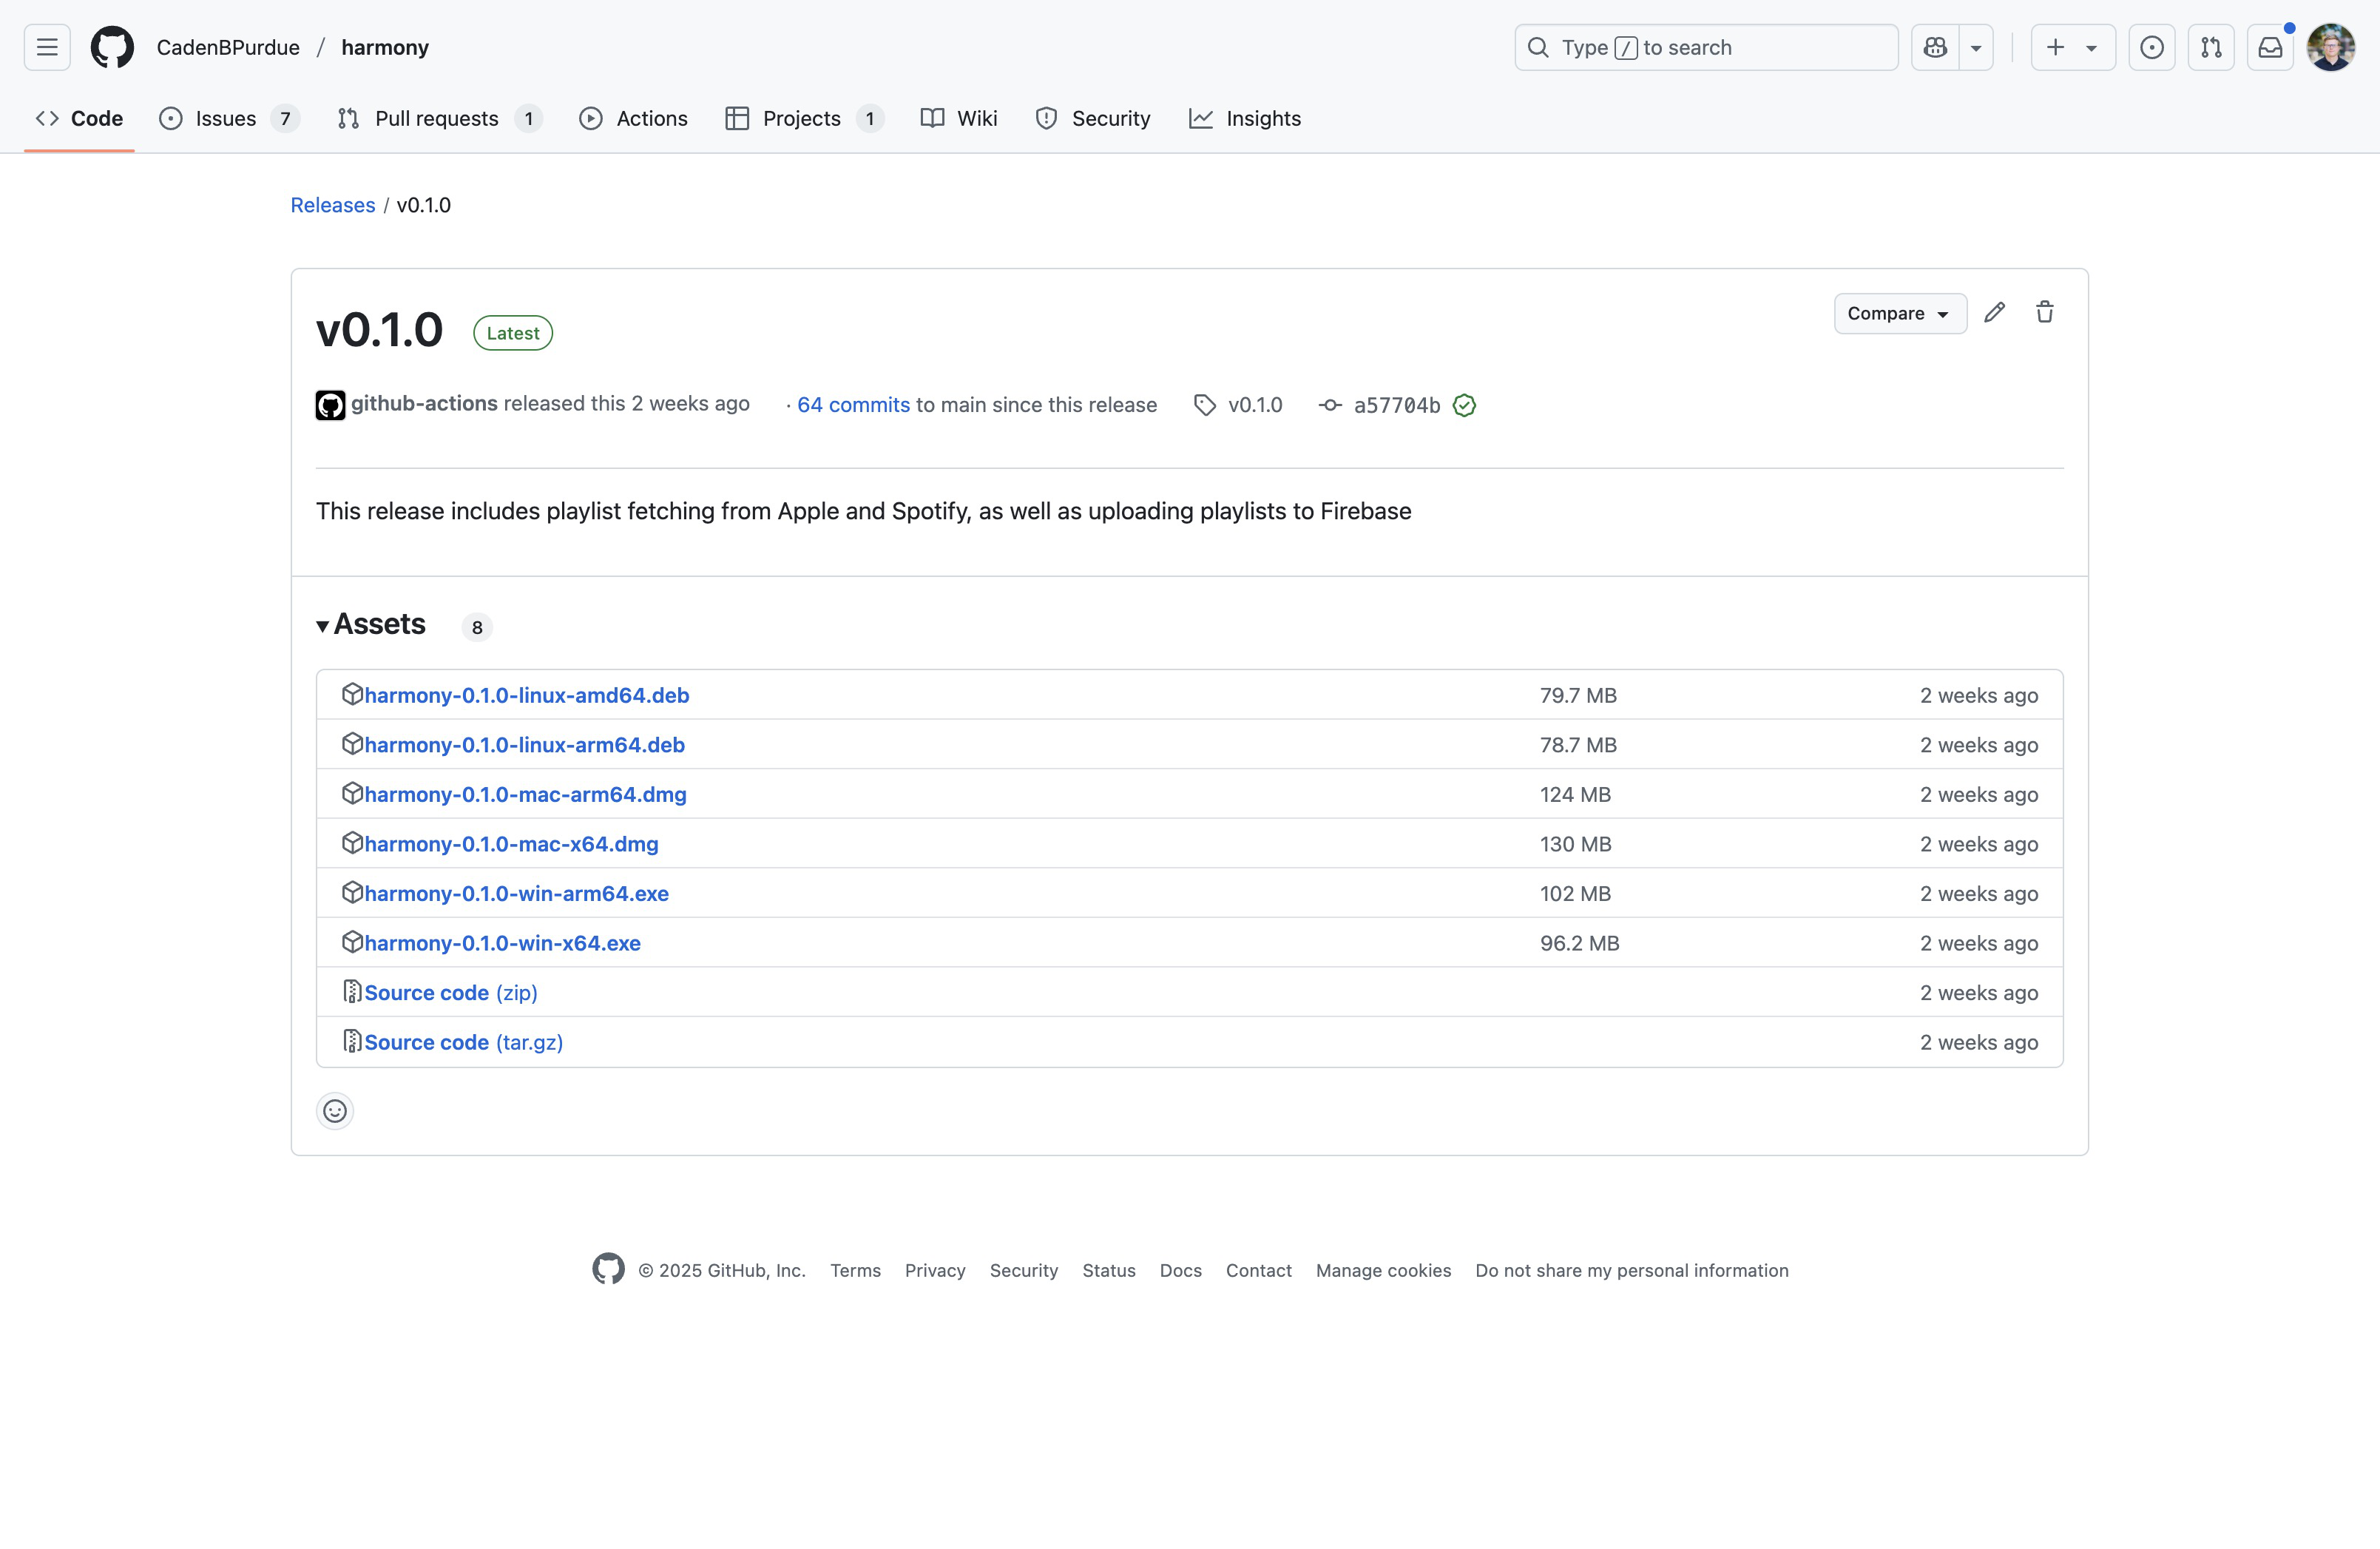 CadenBPurdue / harmony
Type / to search
Code
Issues 7
Pull requests 1
Actions
Projects 1
Wiki
Security
Insights
Releases / v0.1.0
v0.1.0 Latest
Compare
github-actions released this 2 weeks ago · 64 commits to main since this release v0.1.0 a57704b
This release includes playlist fetching from Apple and Spotify, as well as uploading playlists to Firebase
Assets 8
harmony-0.1.0-linux-amd64.deb 79.7 MB 2 weeks ago
harmony-0.1.0-linux-arm64.deb 78.7 MB 2 weeks ago
harmony-0.1.0-mac-arm64.dmg 124 MB 2 weeks ago
harmony-0.1.0-mac-x64.dmg 130 MB 2 weeks ago
harmony-0.1.0-win-arm64.exe 102 MB 2 weeks ago
harmony-0.1.0-win-x64.exe 96.2 MB 2 weeks ago
Source code (zip) 2 weeks ago
Source code (tar.gz) 2 weeks ago
© 2025 GitHub, Inc. Terms Privacy Security Status Docs Contact Manage cookies Do not share my personal information